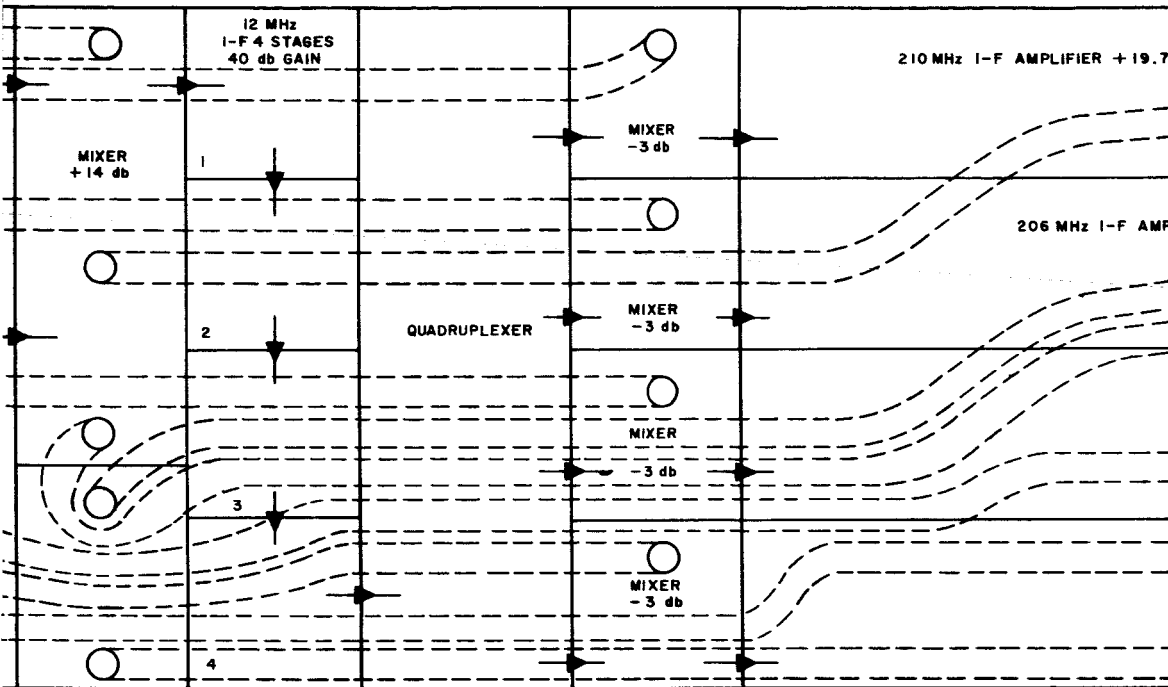 12 MHz
I-F 4 STAGES
40 db GAIN
210 MHz I-F AMPLIFIER +19.7
MIXER
-3 db
MIXER
+14 db
1
206 MHz I-F
MIXER
-3 db
2
QUADRUPLEXER
MIXER
-3 db
3
MIXER
-3 db
4